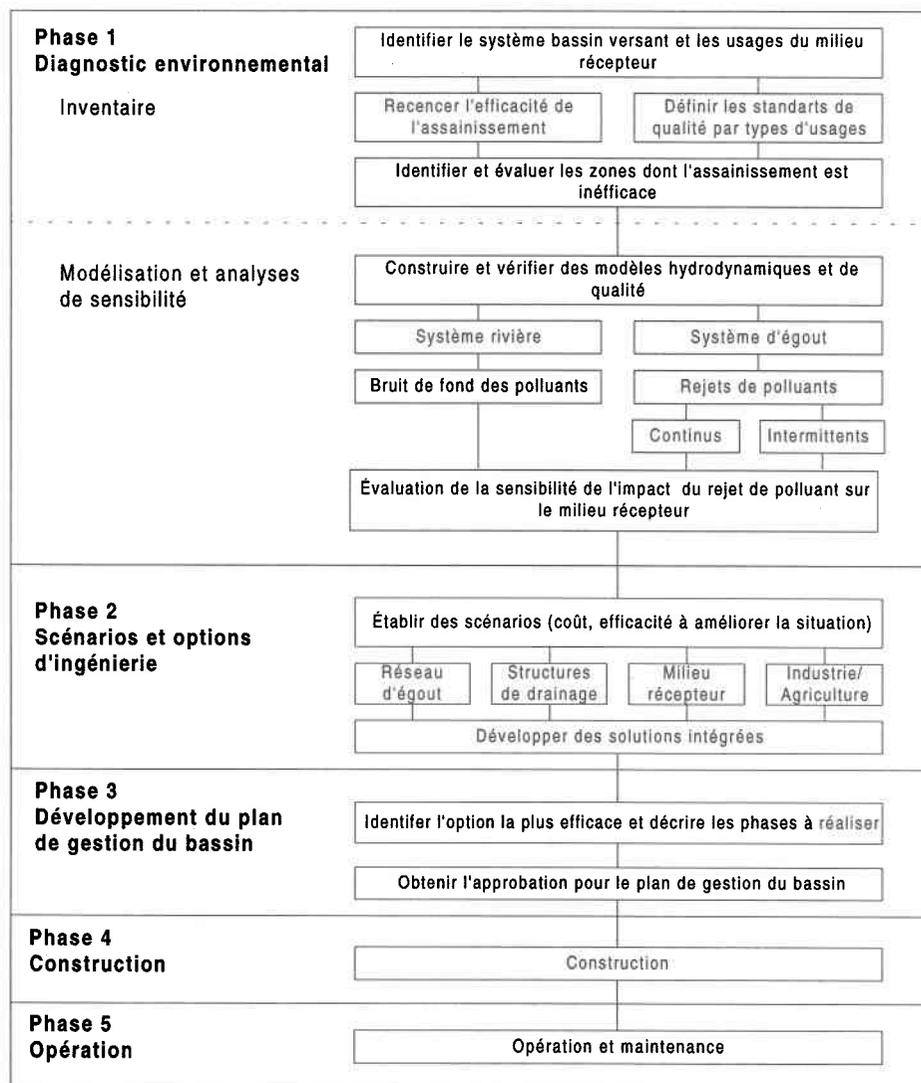 Phase 1
Diagnostic environnemental
Identifier le système bassin versant et les usages du milieu
récepteur
Inventaire
Recencer l'efficacité de
l'assainissement
Définir les standarts de
qualité par types d'usages
Identifier et évaluer les zones dont l'assainissement est
inéfficace
Modélisation et analyses
de sensibilité
Construire et vérifier des modèles hydrodynamiques et de
qualité
Système rivière
Système d'égout
Bruit de fond des polluants
Rejets de polluants
Continus
Intermittents
Évaluation de la sensibilité de l'impact du rejet de polluant sur
le milieu récepteur
Phase 2
Scénarios et options
d'ingénierie
Établir des scénarios (coût, efficacité à améliorer la situation)
Réseau
d'égout
Structures
de drainage
Milieu
récepteur
Industrie/
Agriculture
Développer des solutions intégrées
Phase 3
Développement du plan
de gestion du bassin
Identifer l'option la plus efficace et décrire les phases à réaliser
Obtenir l'approbation pour le plan de gestion du bassin
Phase 4
Construction
Construction
Phase 5
Opération
Opération et maintenance